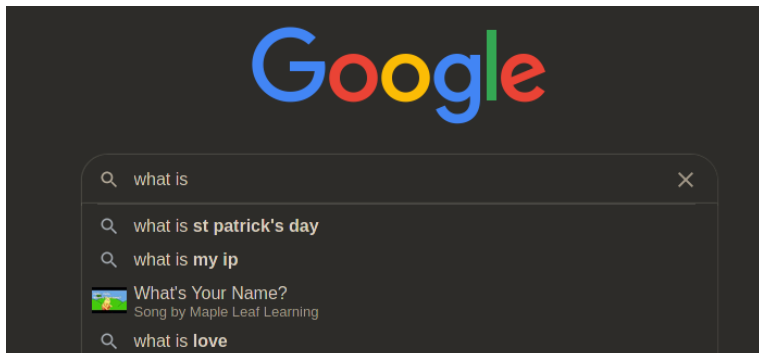 Google
what is
what is st patrick's day
what is my ip
What's Your Name?
Song by Maple Leaf Learning
what is love